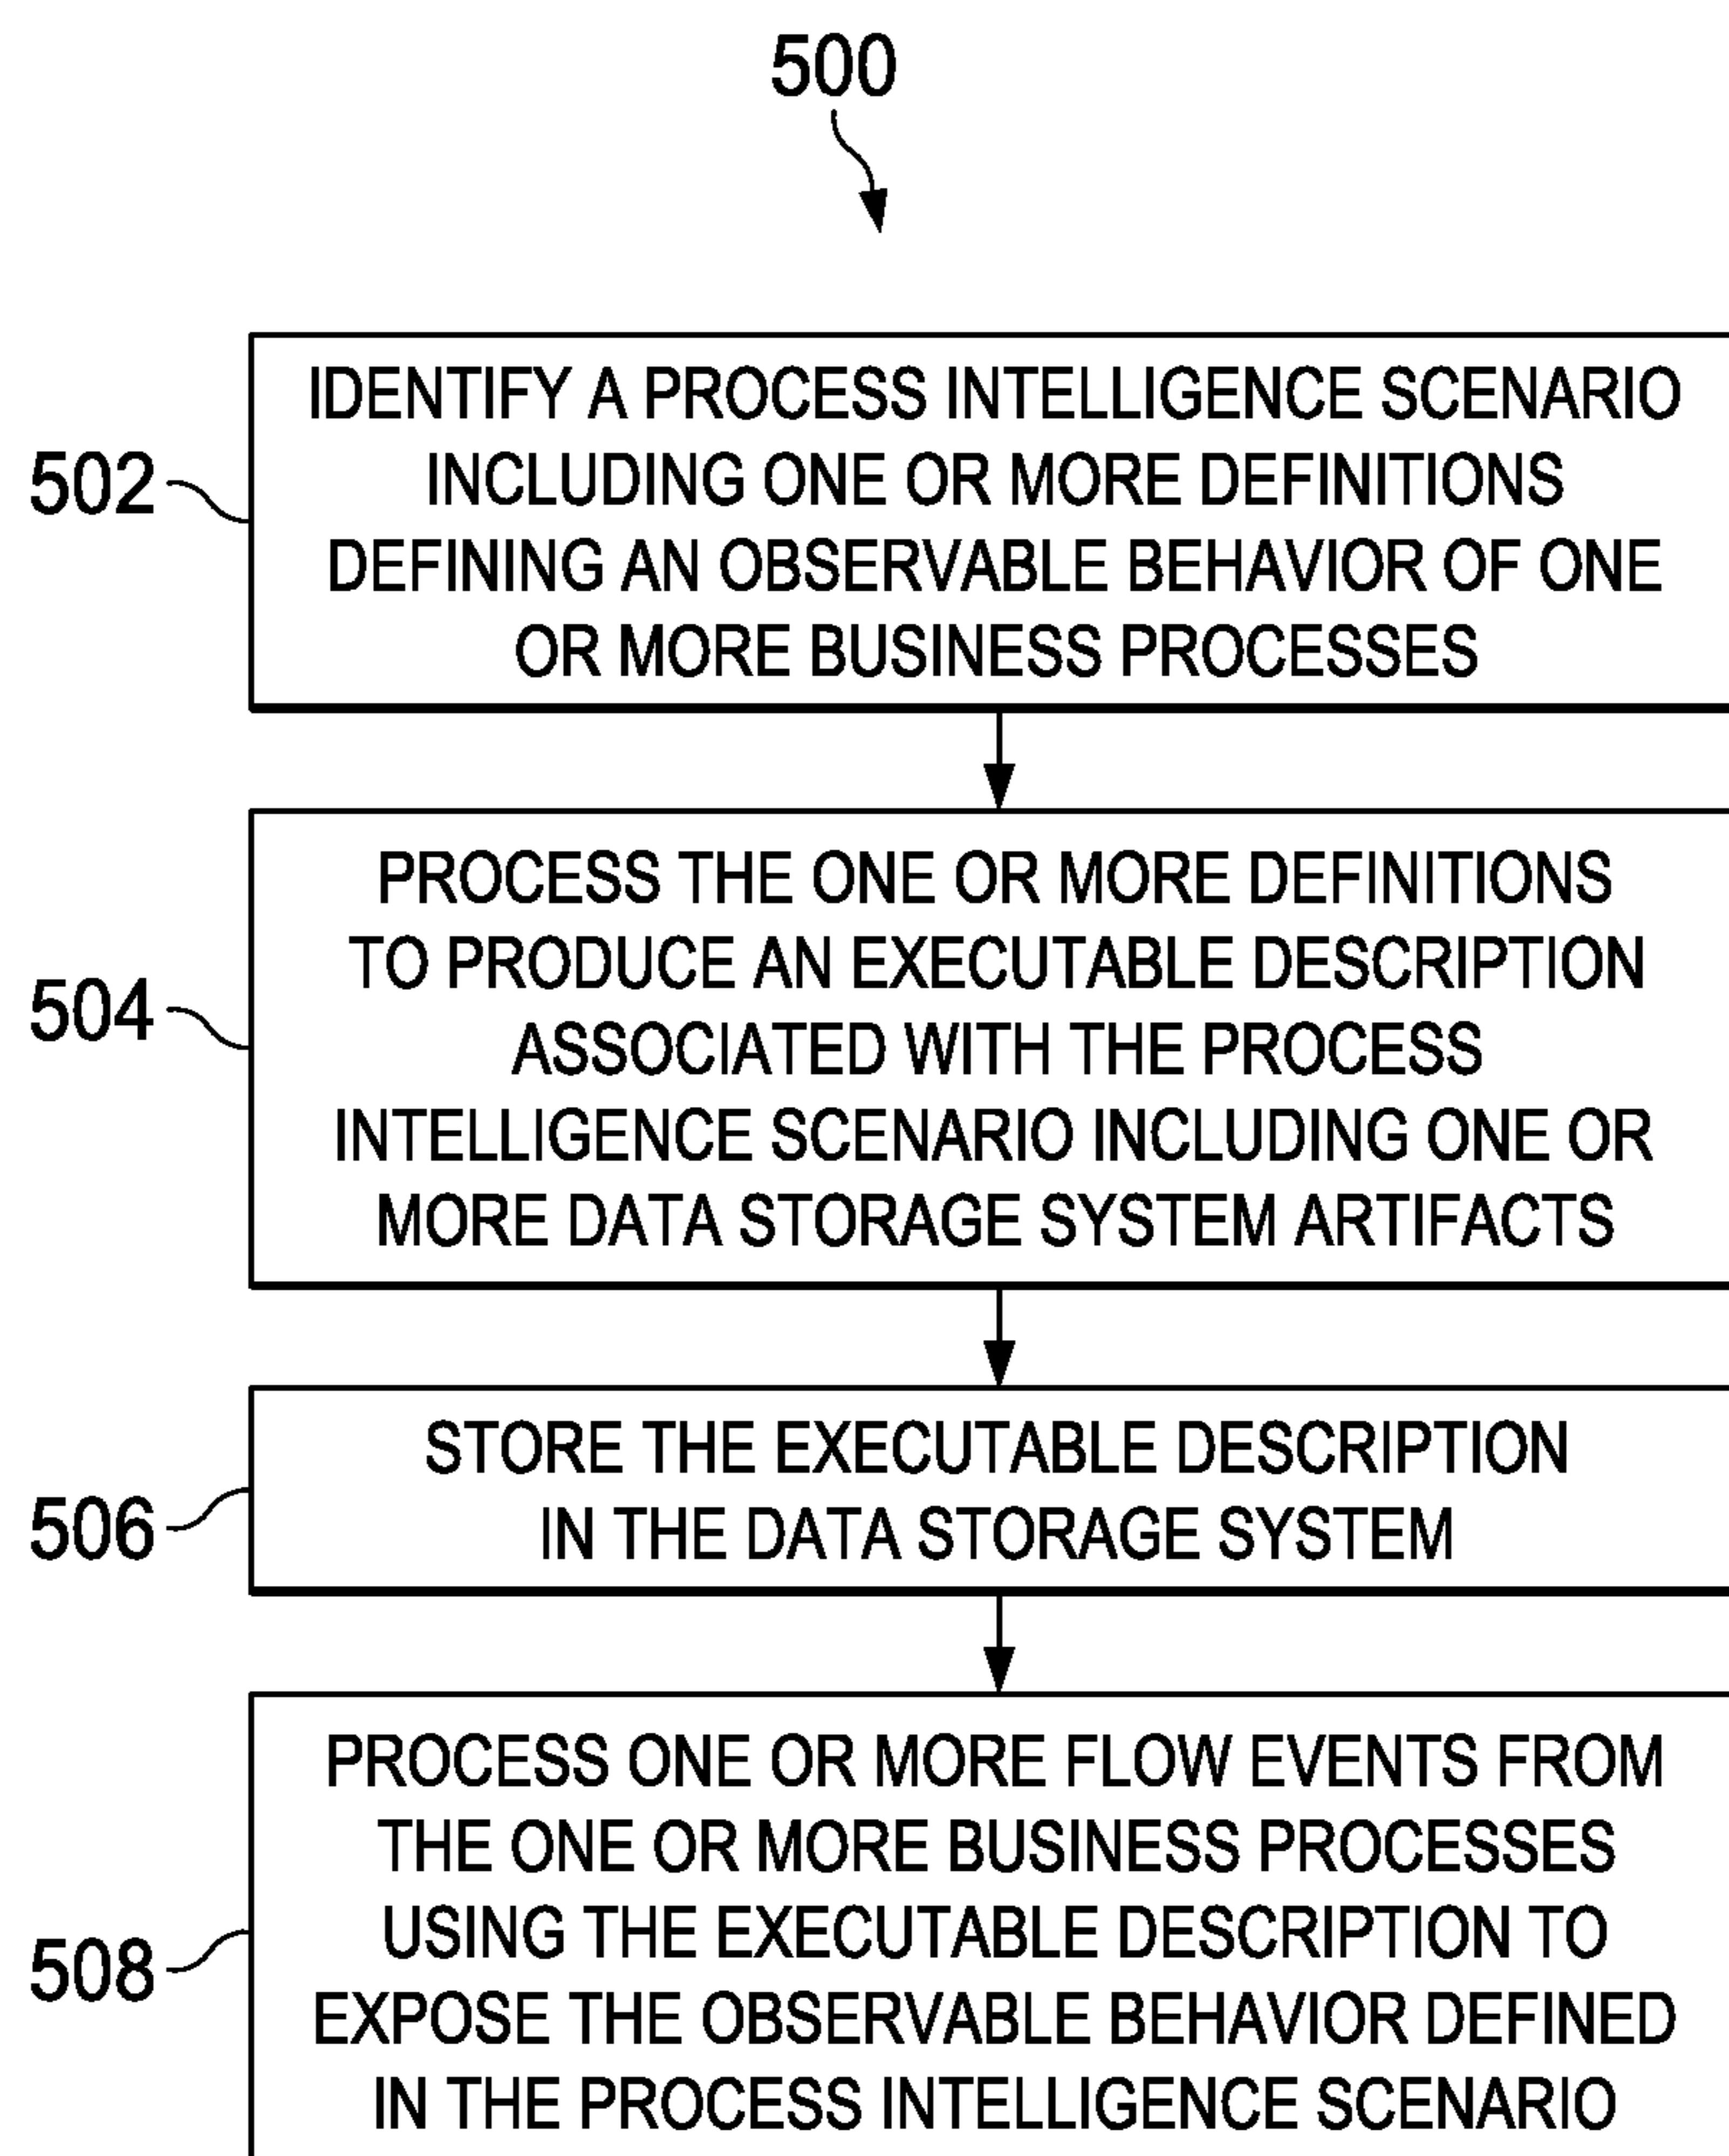 500
502
IDENTIFY A PROCESS INTELLIGENCE SCENARIO
INCLUDING ONE OR MORE DEFINITIONS
DEFINING AN OBSERVABLE BEHAVIOR OF ONE
OR MORE BUSINESS PROCESSES
504
PROCESS THE ONE OR MORE DEFINITIONS
TO PRODUCE AN EXECUTABLE DESCRIPTION
ASSOCIATED WITH THE PROCESS
INTELLIGENCE SCENARIO INCLUDING ONE OR
MORE DATA STORAGE SYSTEM ARTIFACTS
506
STORE THE EXECUTABLE DESCRIPTION
IN THE DATA STORAGE SYSTEM
508
PROCESS ONE OR MORE FLOW EVENTS FROM
THE ONE OR MORE BUSINESS PROCESSES
USING THE EXECUTABLE DESCRIPTION TO
EXPOSE THE OBSERVABLE BEHAVIOR DEFINED
IN THE PROCESS INTELLIGENCE SCENARIO